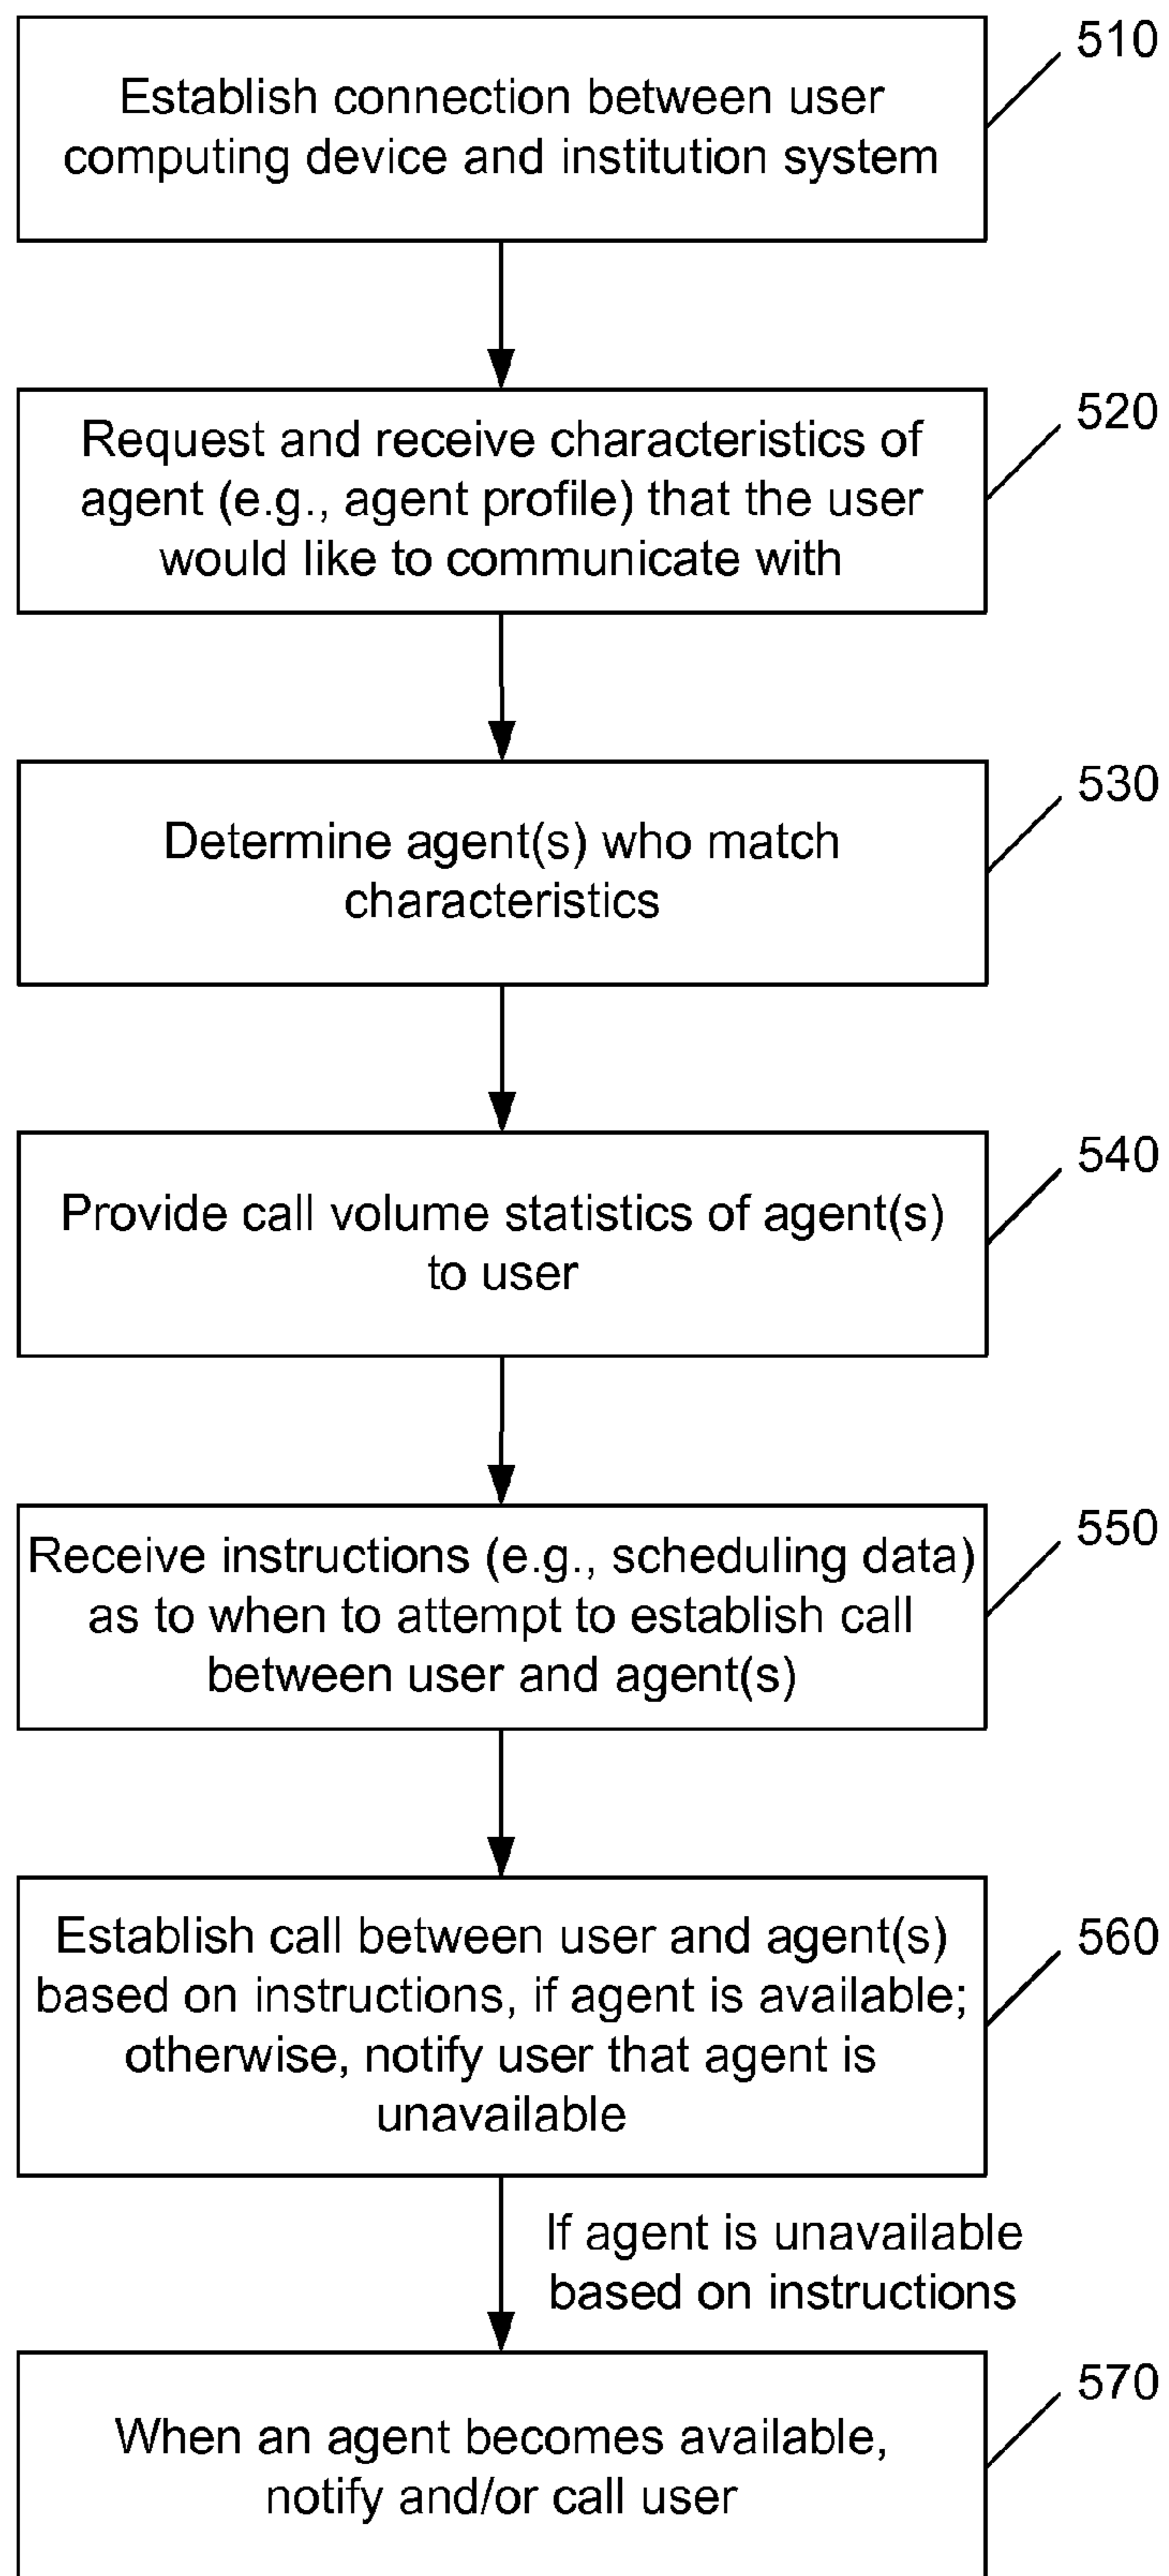 510
Establish connection between user
computing device and institution system
520
Request and receive characteristics of
agent (e.g., agent profile) that the user
would like to communicate with
530
Determine agent(s) who match
characteristics
540
Provide call volume statistics of agent(s)
to user
550
Receive instructions (e.g., scheduling data)
as to when to attempt to establish call
between user and agent(s)
560
Establish call between user and agent(s)
based on instructions, if agent is available;
otherwise, notify user that agent is
unavailable
If agent is unavailable
based on instructions
570
When an agent becomes available,
notify and/or call user